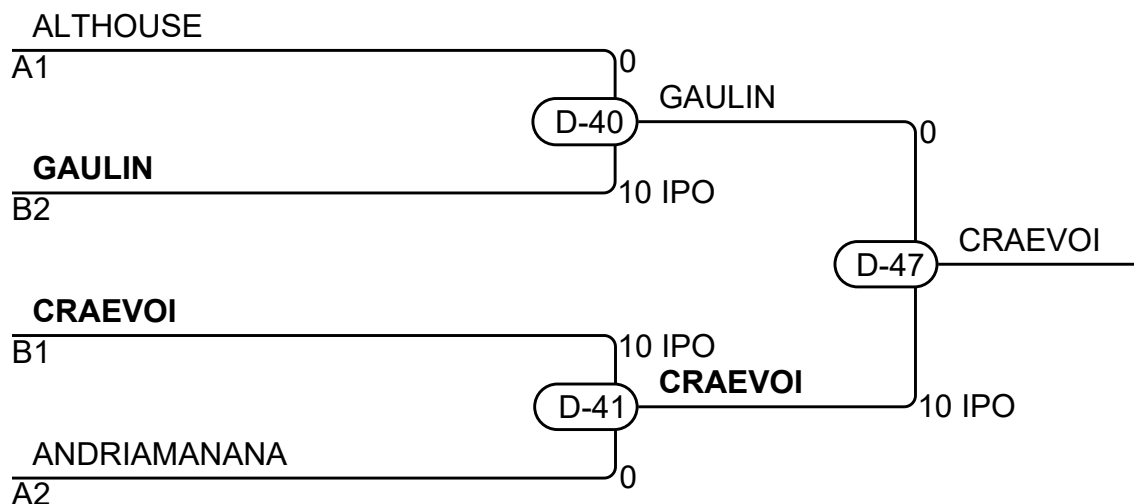 ALTHOUSE
A1
0
D-40
GAULIN
0
GAULIN
B2
10 IPO
D-47
CRAEVOI
CRAEVOI
B1
10 IPO
CRAEVOI
D-41
10 IPO
ANDRIAMANANA
A2
0